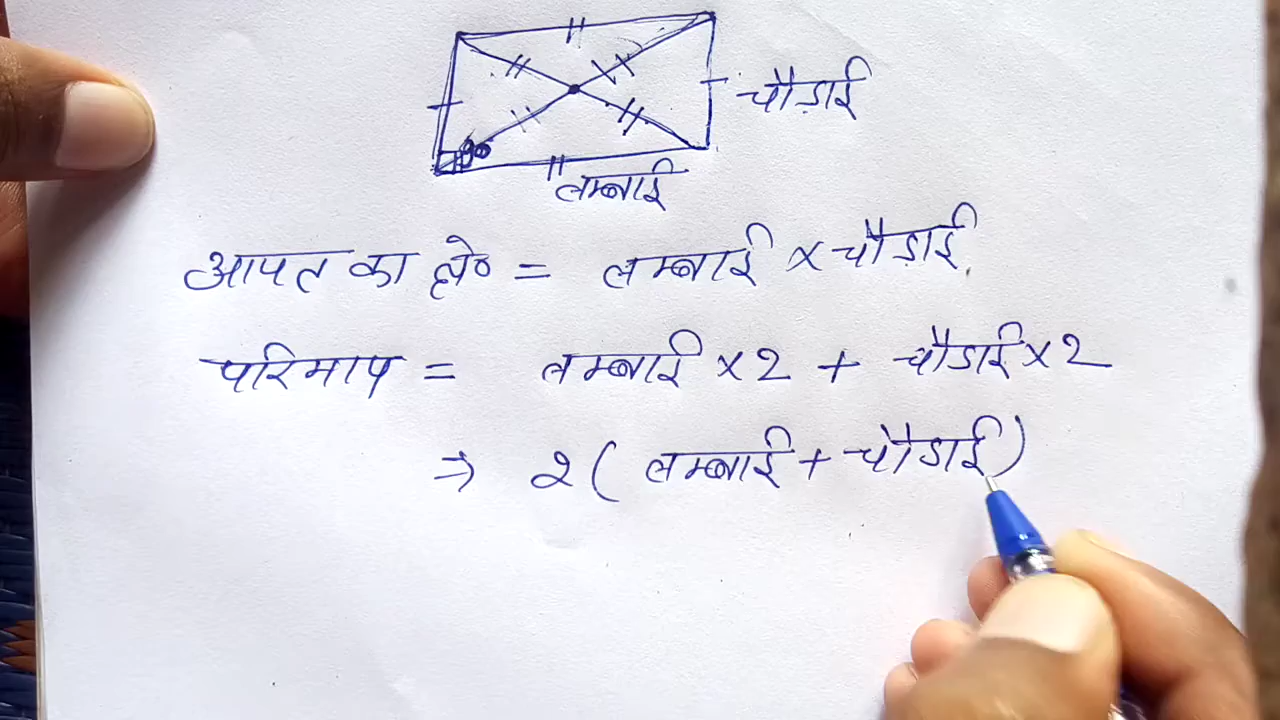 चौड़ाई
लम्बाई
आयत का क्षे० = लम्बाई × चौड़ाई
परिमाप = लम्बाई × 2 + चौडाई × 2
⇒ 2 ( लम्बाई + चौडाई )